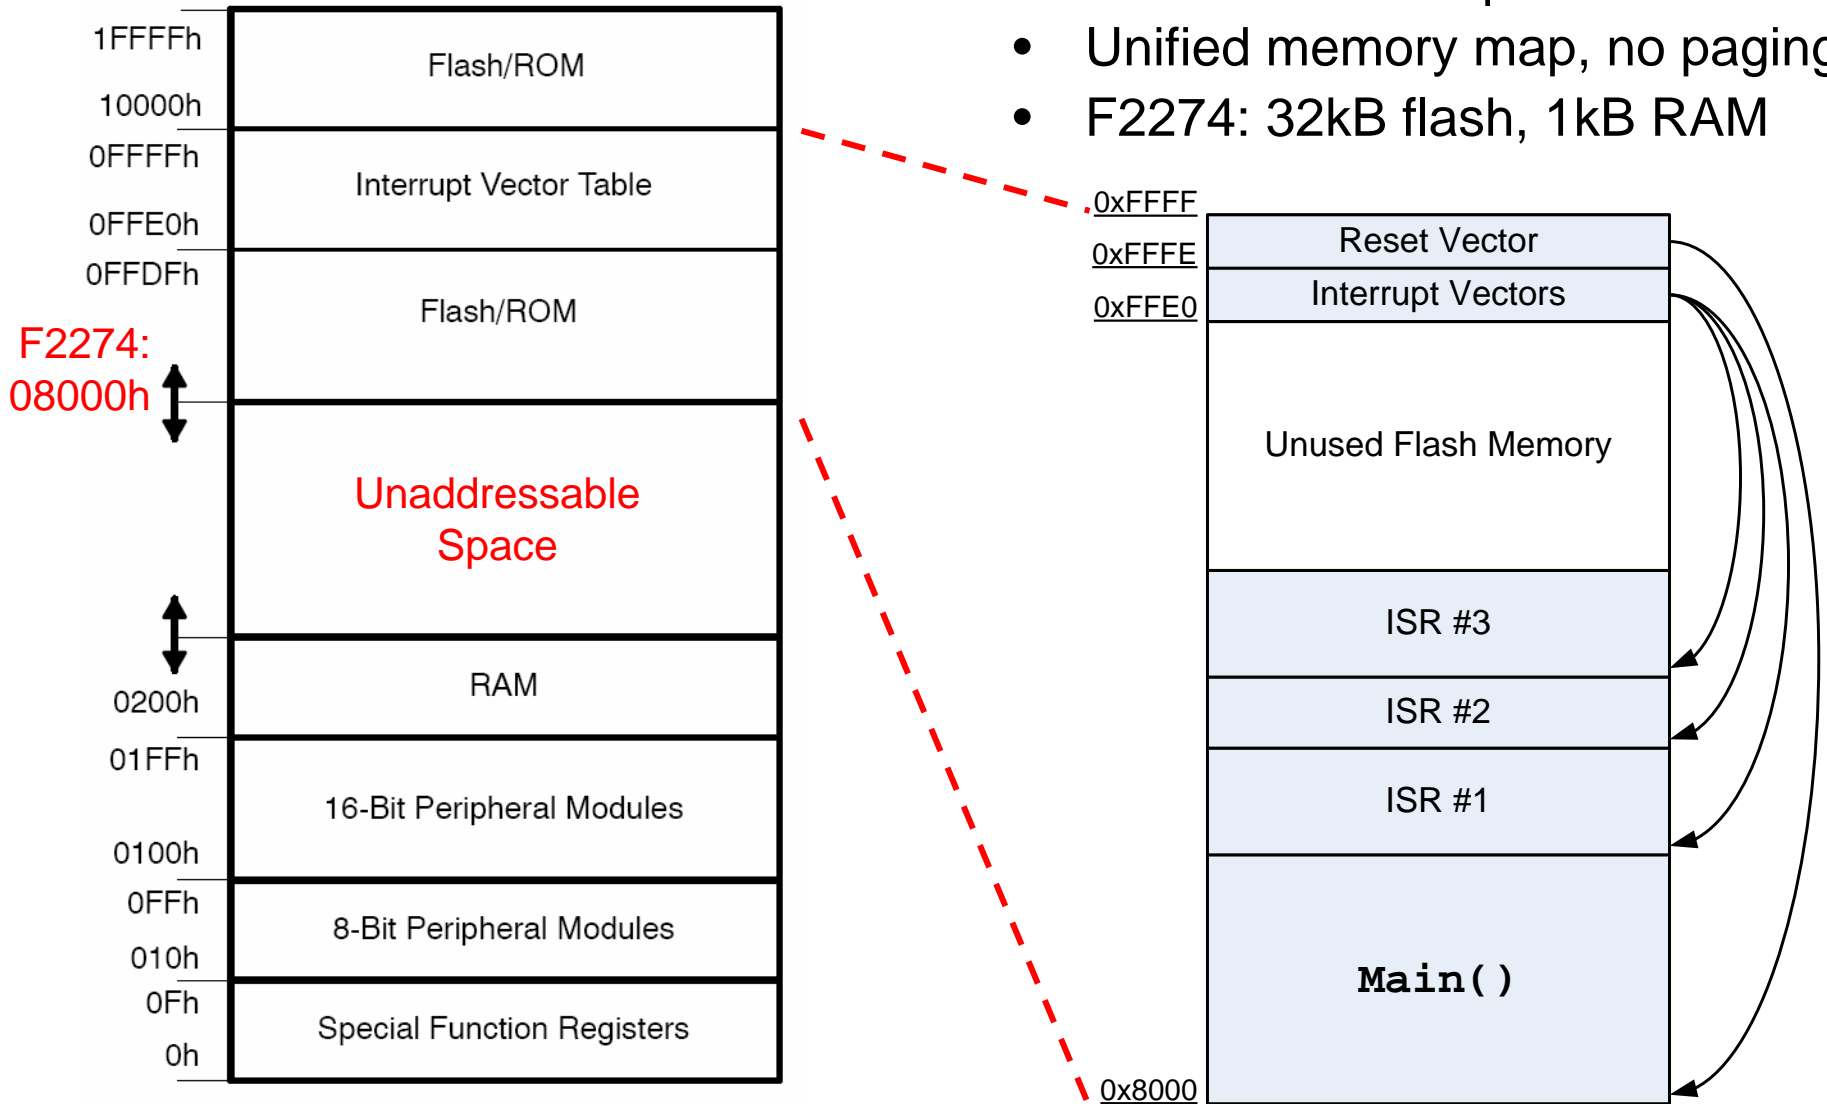 1FFFFh
Flash/ROM
10000h
0FFFFh
Interrupt Vector Table
0FFE0h
0FFDFh
Flash/ROM
F2274:
08000h
Unaddressable
Space
RAM
0200h
01FFh
16-Bit Peripheral Modules
0100h
0FFh
8-Bit Peripheral Modules
010h
0Fh
Special Function Registers
0h
• Unified memory map, no paging
• F2274: 32kB flash, 1kB RAM
0xFFFF
Reset Vector
0xFFFE
Interrupt Vectors
0xFFE0
Unused Flash Memory
ISR #3
ISR #2
ISR #1
Main()
0x8000